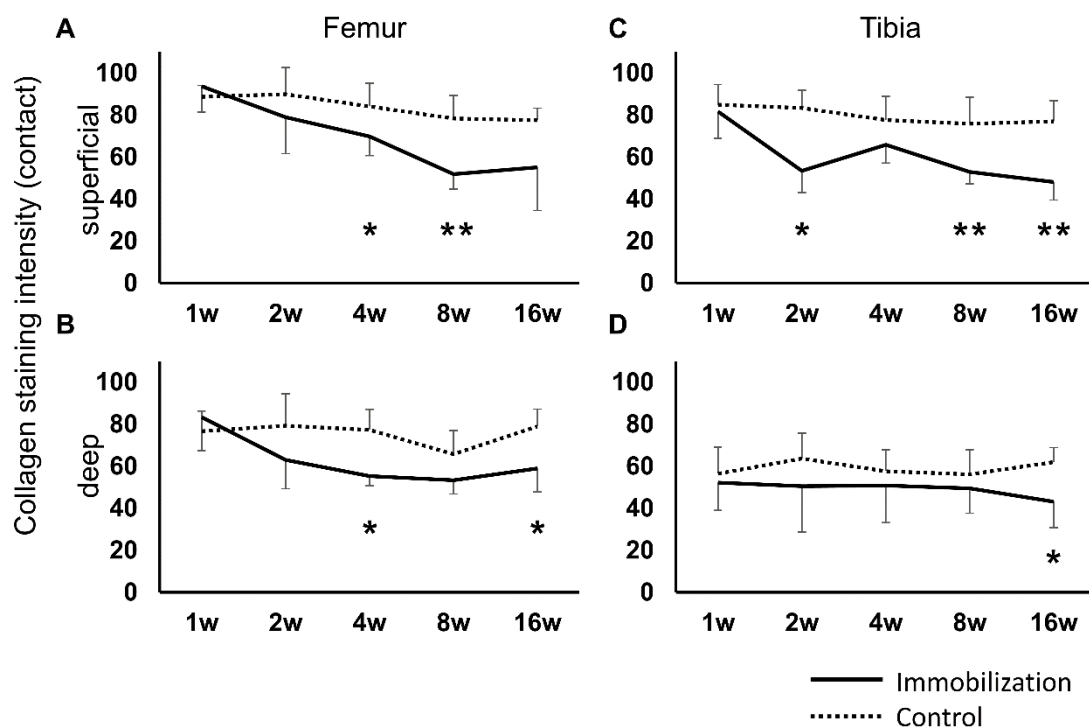 A Femur
C Tibia
Collagen staining intensity (contact)
superficial
100
80
60
40
20
0
* **
1w 2w 4w 8w 16w
100
80
60
40
20
0
* ** **
1w 2w 4w 8w 16w
B
deep
100
80
60
40
20
0
* *
1w 2w 4w 8w 16w
D
100
80
60
40
20
0
*
1w 2w 4w 8w 16w
Immobilization
Control